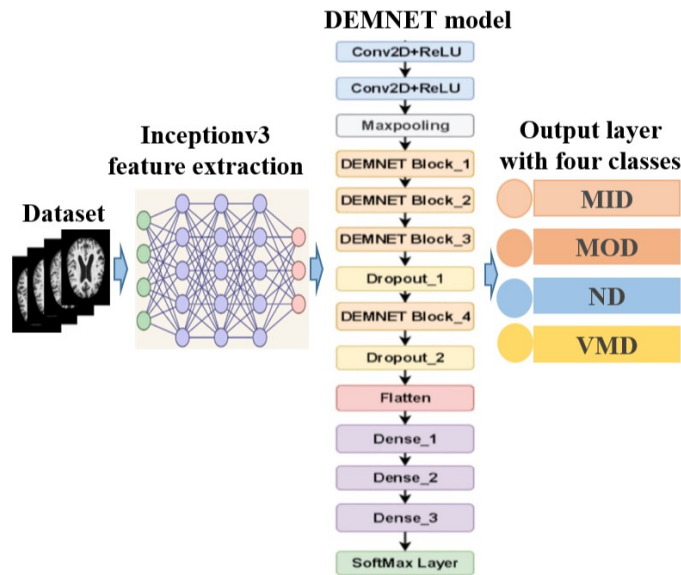 DEMNET model
Conv2D+ReLU
Conv2D+ReLU
Maxpooling
DEMNET Block_1
DEMNET Block_2
DEMNET Block_3
Dropout_1
DEMNET Block_4
Dropout_2
Flatten
Dense_1
Dense_2
Dense_3
SoftMax Layer
Inceptionv3
feature extraction
Dataset
Output layer
with four classes
MID
MOD
ND
VMD